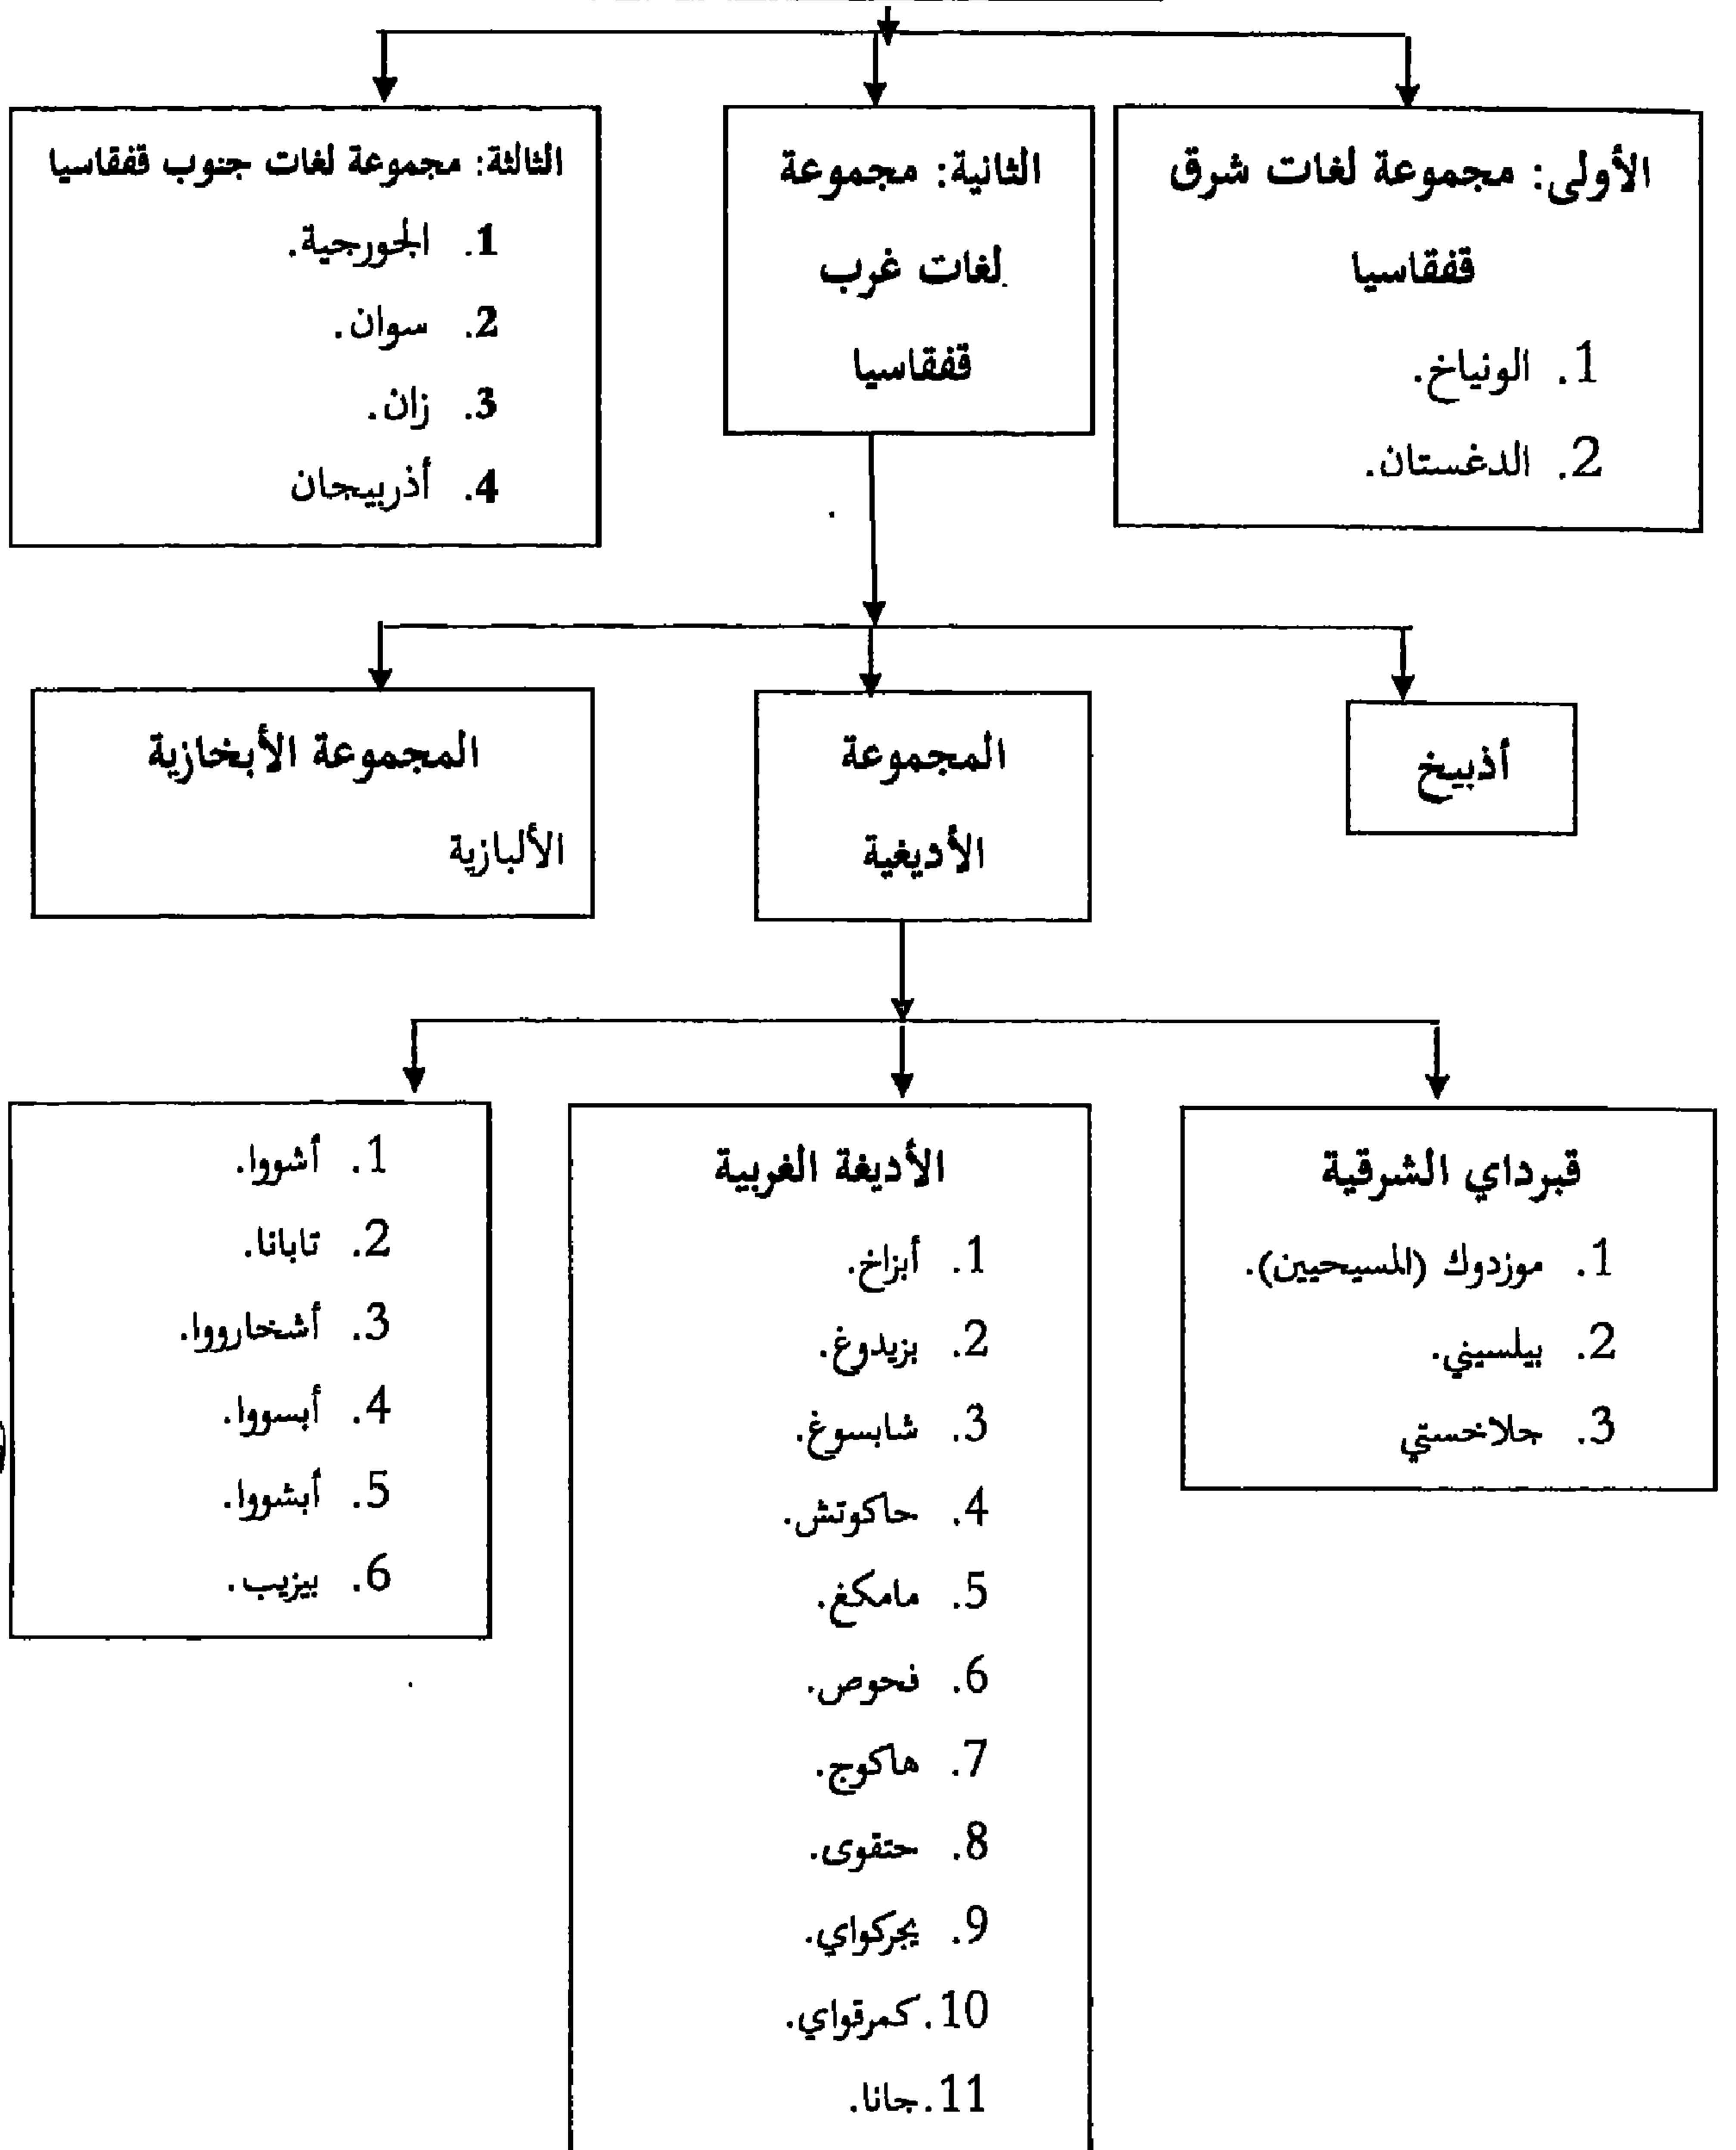 الأولى: مجموعة لغات شرق
قفقاسيا
1. الونياخ.
2. الدغستان.
الثانية: مجموعة
لغات غرب
قفقاسيا
الثالثة: مجموعة لغات جنوب قفقاسيا
1. الجورجية.
2. سوان.
3. زان.
4. أذربيجان
أذبيخ
المجموعة
الأديغية
المجموعة الأبخازية
الألبازية
قبرداي الشرقية
1. موزدوك (المسيحيين).
2. بيلسيني.
3. جلاخستي
الأديغة الغربية
1. أبزاخ.
2. بزيدوغ.
3. شابسوغ.
4. حاكوتش.
5. مامكغ.
6. فحوص.
7. هاكوج.
8. حتقوى.
9. يجركواي.
10. كمرقواي.
11. جانا.
1. أشووا.
2. تابانا.
3. أشخارووا.
4. أبسووا.
5. أبشووا.
6. بيزيب.